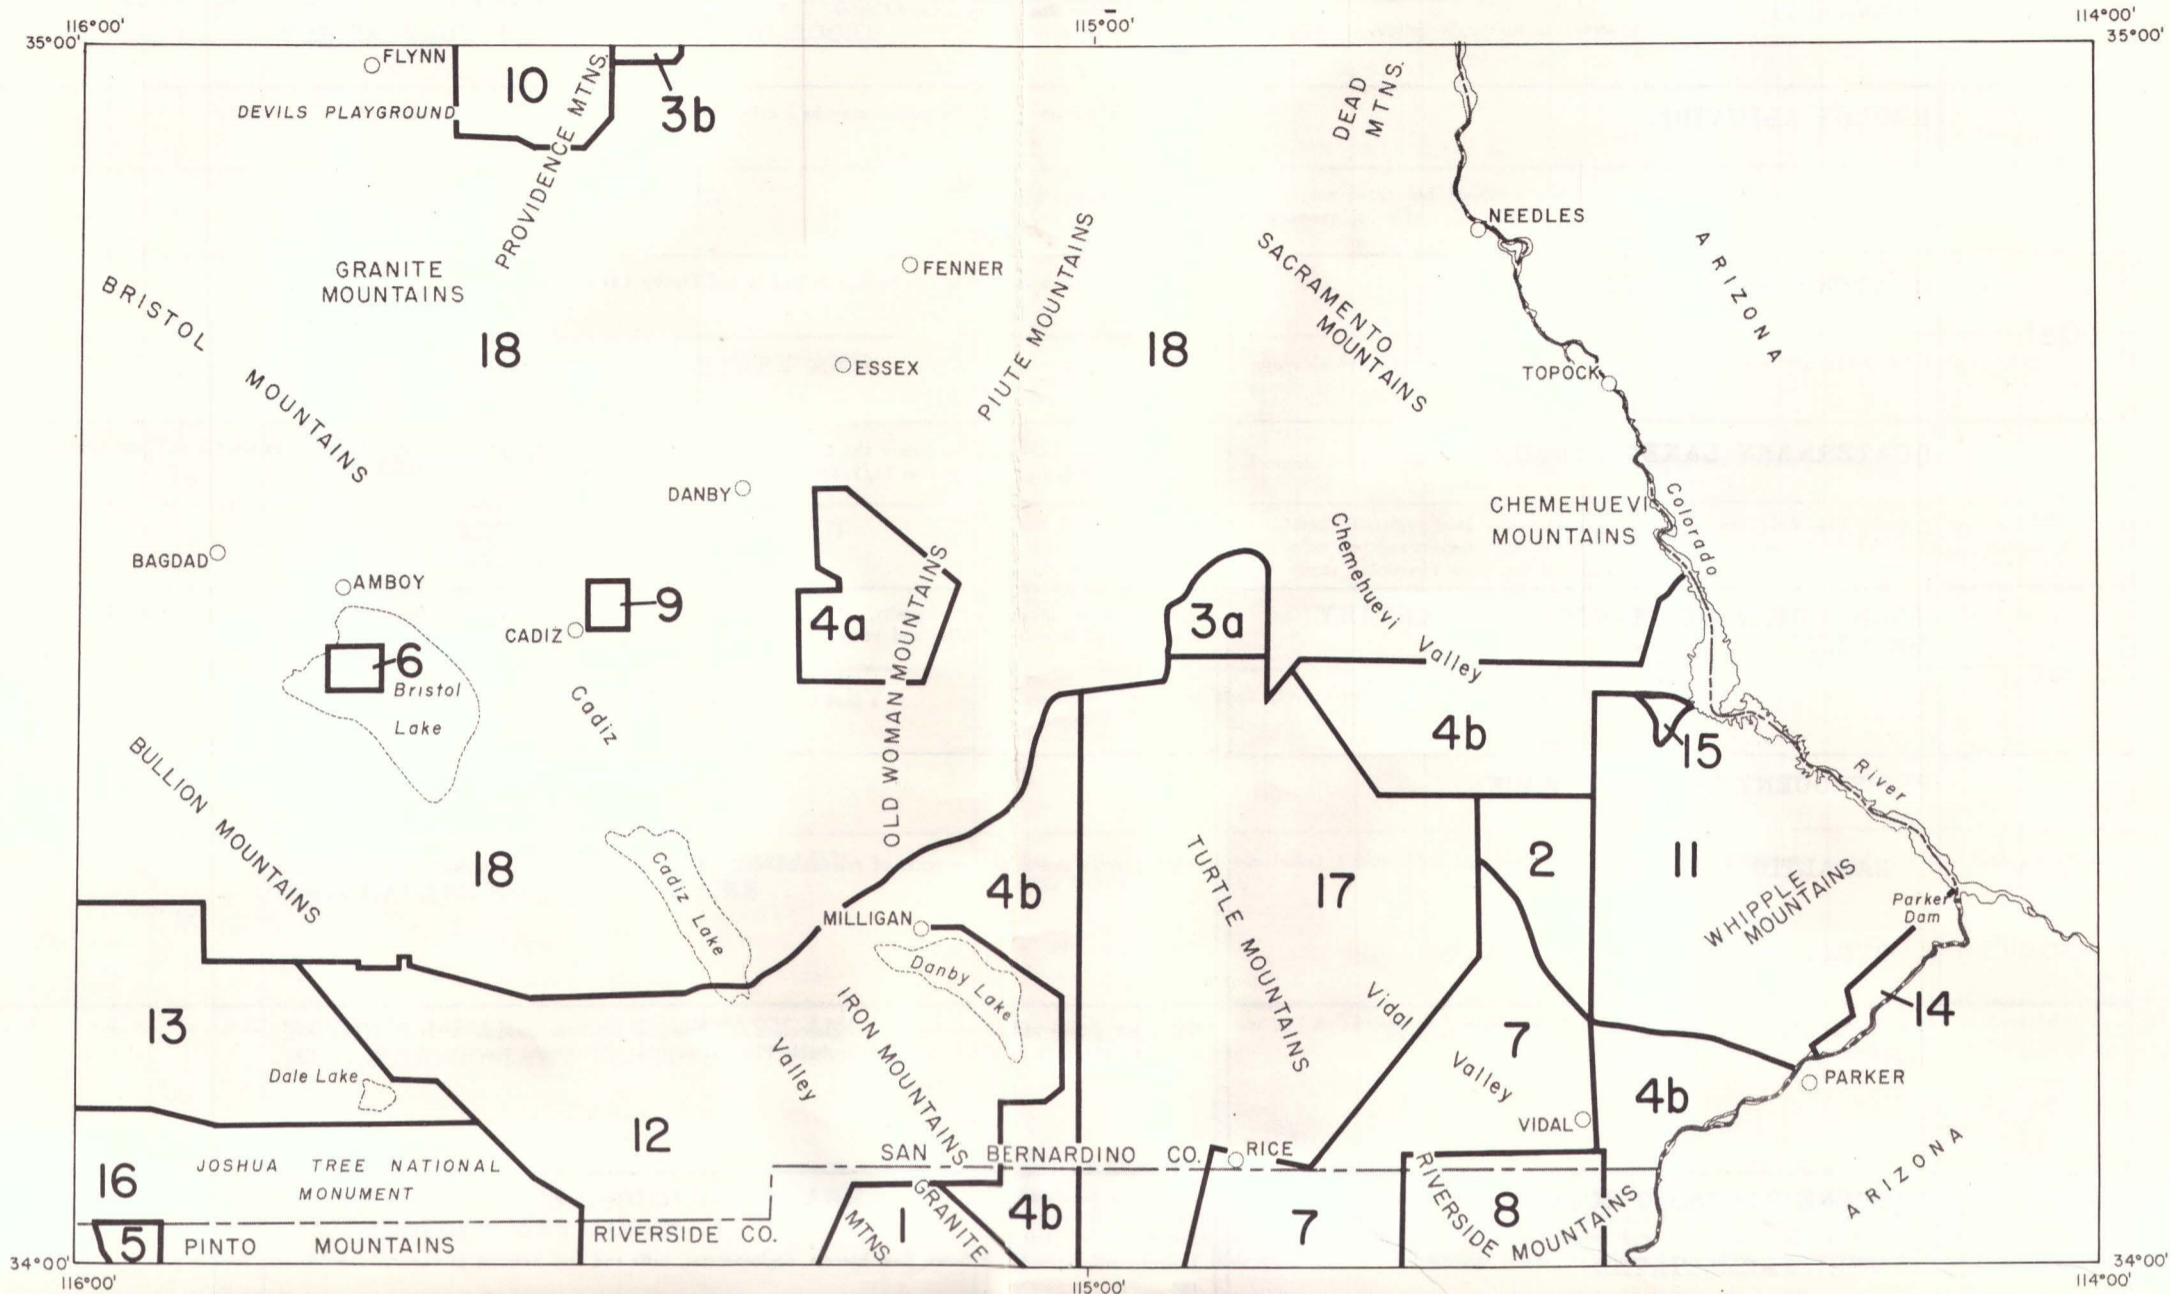 116°00'
115°00'
114°00'
35°00'
35°00'
FLYNN
10
3b
DEVILS PLAYGROUND
PROVIDENCE MTNS.
DEAD
MTNS.
NEEDLES
ARIZONA
GRANITE
MOUNTAINS
FENNER
PIUTE MOUNTAINS
SACRAMENTO
MOUNTAINS
BRISTOL
MOUNTAINS
18
18
ESSEX
TOPOCK
DANBY
CHEMEHUEVI
MOUNTAINS
Colorado
River
Chemehuevi
Valley
BAGDAD
AMBOY
9
CADIZ
4a
OLD WOMAN MOUNTAINS
3a
6
Bristol
Lake
Cadiz
Valley
4b
15
BULLION MOUNTAINS
18
Cadiz Lake
4b
TURTLE MOUNTAINS
17
2
11
WHIPPLE
MOUNTAINS
Parker
Dam
MILLIGAN
Danby Lake
IRON MOUNTAINS
Vidal
Valley
13
14
7
Dale Lake
12
4b
PARKER
VIDAL
SAN BERNARDINO CO.
RICE
16
JOSHUA TREE NATIONAL
MONUMENT
ARIZONA
GRANITE
MTNS
1
4b
7
8
RIVERSIDE MOUNTAINS
RIVERSIDE CO.
5
PINTO MOUNTAINS
34°00'
34°00'
116°00'
115°00'
114°00'